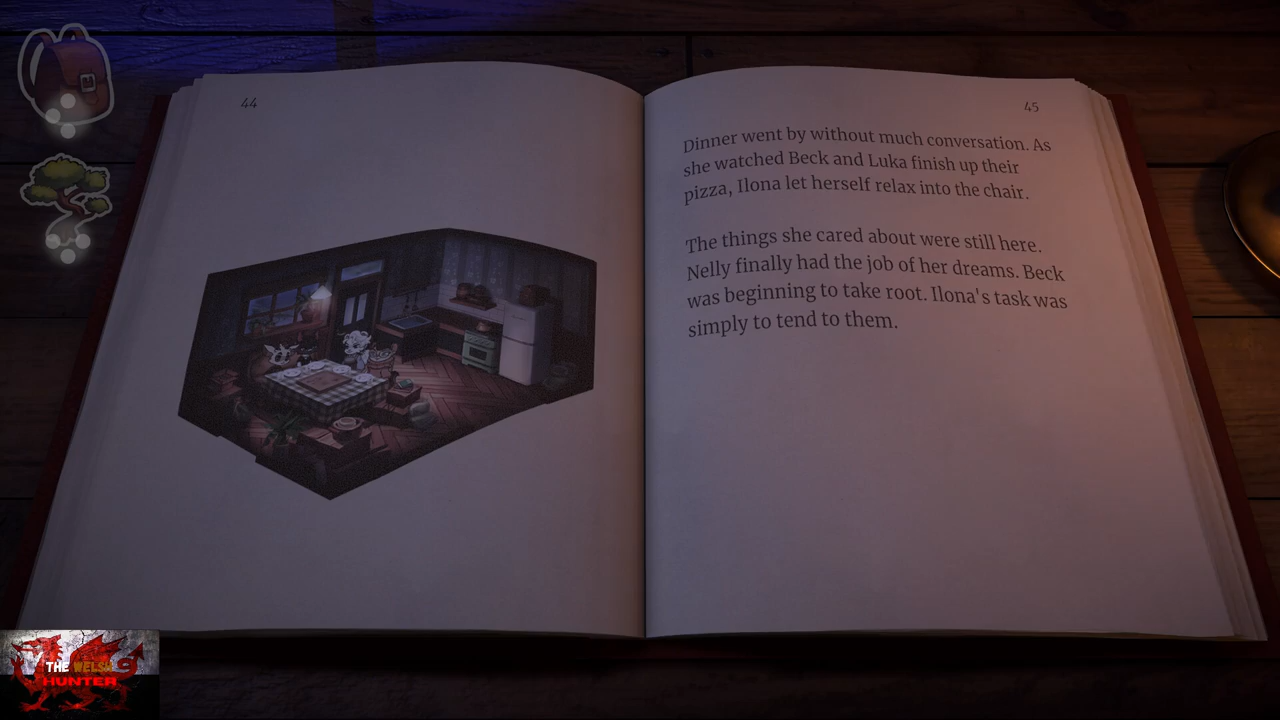 44
45
Dinner went by without much conversation. As
she watched Beck and Luka finish up their
pizza, Ilona let herself relax into the chair.
The things she cared about were still here.
Nelly finally had the job of her dreams. Beck
was beginning to take root. Ilona's task was
simply to tend to them.
THE WELSH
HUNTER